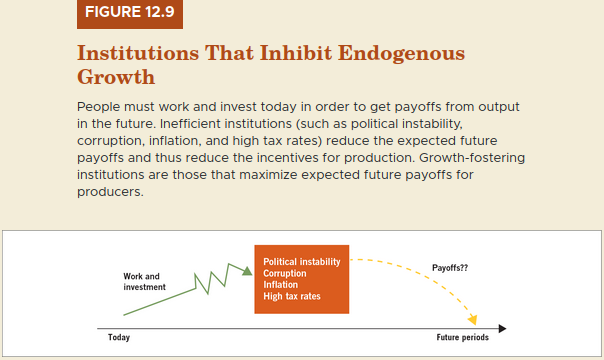 FIGURE 12.9
Institutions That Inhibit Endogenous
Growth
People must work and invest today in order to get payoffs from output
in the future. Inefficient institutions (such as political instability,
corruption, inflation, and high tax rates) reduce the expected future
payoffs and thus reduce the incentives for production. Growth-fostering
institutions are those that maximize expected future payoffs for
producers.
Work and
investment
Political instability
Corruption
Inflation
High tax rates
Payoffs??
Today
Future periods